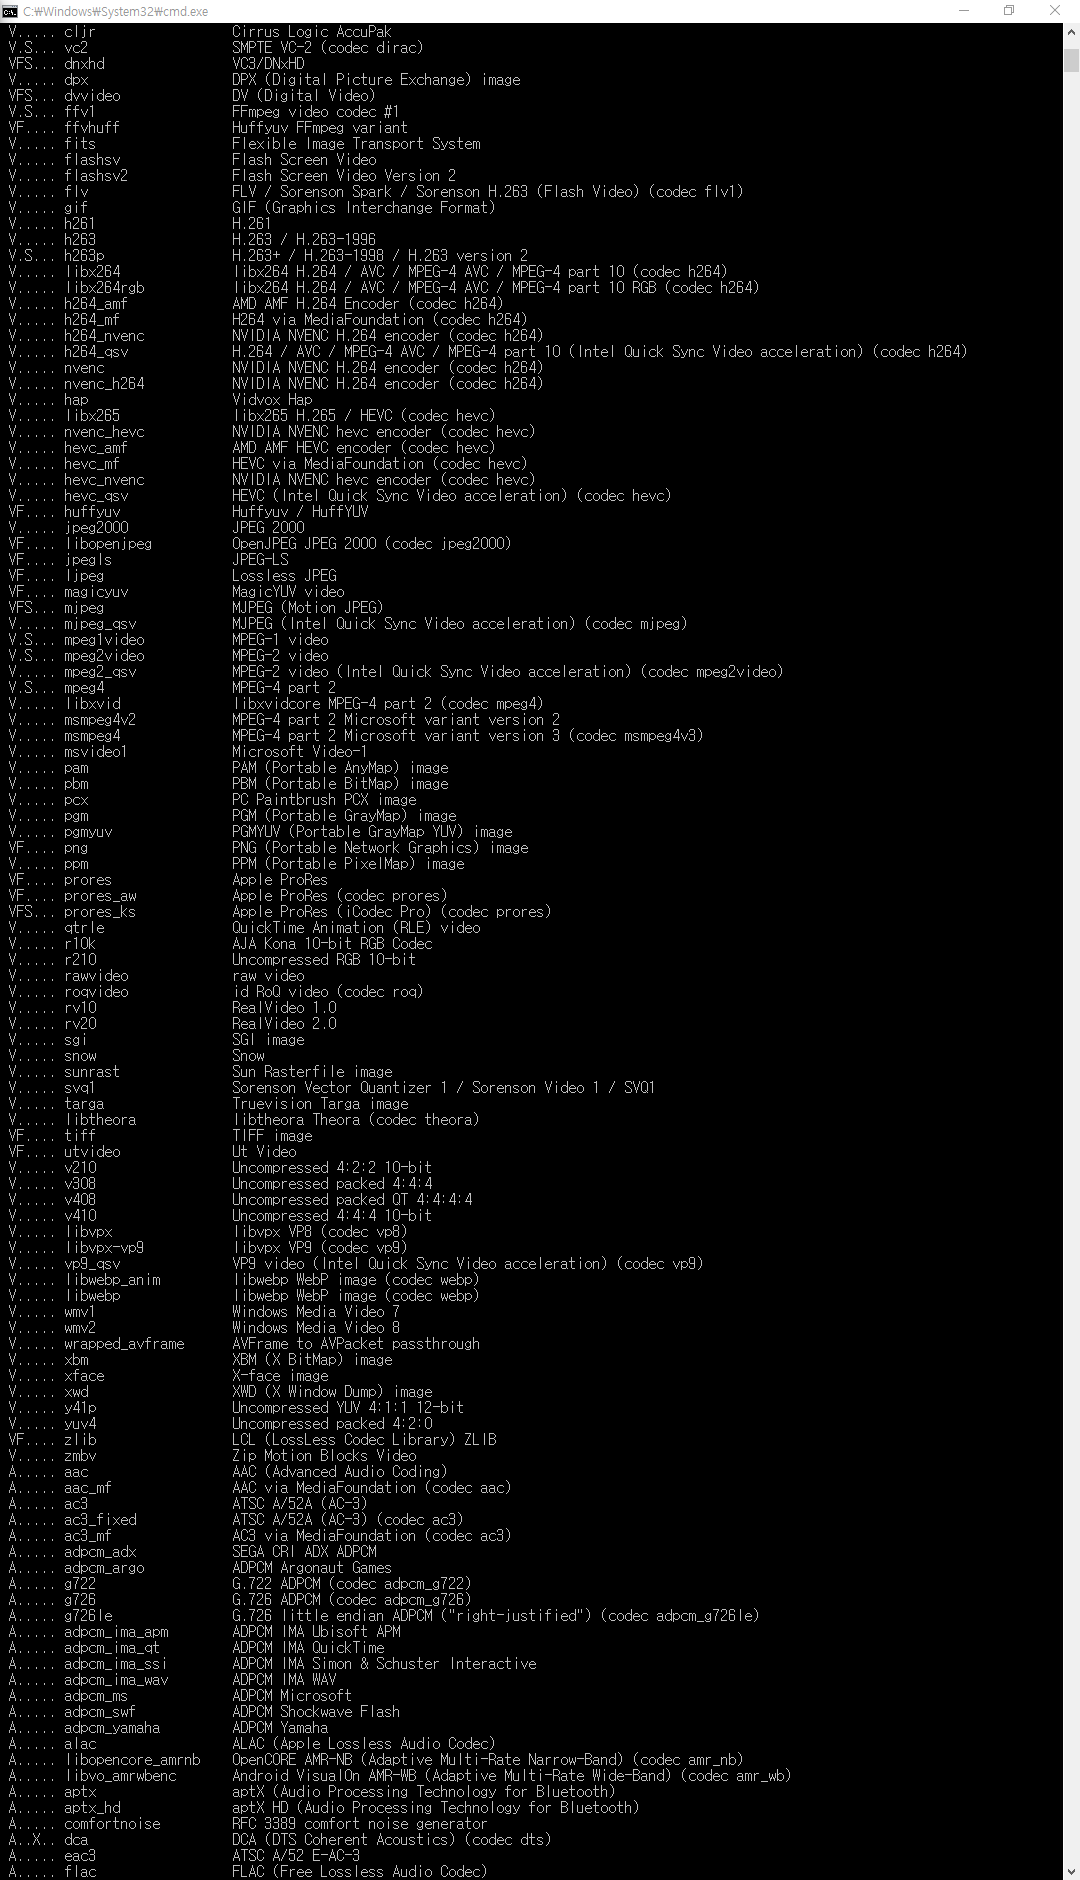 C:₩Windows₩System32₩cmd.exe
V..... cljr Cirrus Logic AccuPak
V.S... vc2 SMPTE VC-2 (codec dirac)
VFS... dnxhd VC3/DNxHD
V..... dpx DPX (Digital Picture Exchange) image
VFS... dvvideo DV (Digital Video)
V.S... ffv1 FFmpeg video codec #1
VF.... ffvhuff Huffyuv FFmpeg variant
V..... fits Flexible Image Transport System
V..... flashsv Flash Screen Video
V..... flashsv2 Flash Screen Video Version 2
V..... flv FLV / Sorenson Spark / Sorenson H.263 (Flash Video) (codec flv1)
V..... gif GIF (Graphics Interchange Format)
V..... h261 H.261
V..... h263 H.263 / H.263-1996
V.S... h263p H.263+ / H.263-1998 / H.263 version 2
V..... libx264 libx264 H.264 / AVC / MPEG-4 AVC / MPEG-4 part 10 (codec h264)
V..... libx264rgb libx264 H.264 / AVC / MPEG-4 AVC / MPEG-4 part 10 RGB (codec h264)
V..... h264_amf AMD AMF H.264 Encoder (codec h264)
V..... h264_mf H264 via MediaFoundation (codec h264)
V..... h264_nvenc NVIDIA NVENC H.264 encoder (codec h264)
V..... h264_qsv H.264 / AVC / MPEG-4 AVC / MPEG-4 part 10 (Intel Quick Sync Video acceleration) (codec h264)
V..... nvenc NVIDIA NVENC H.264 encoder (codec h264)
V..... nvenc_h264 NVIDIA NVENC H.264 encoder (codec h264)
V..... hap Vidvox Hap
V..... libx265 libx265 H.265 / HEVC (codec hevc)
V..... nvenc_hevc NVIDIA NVENC hevc encoder (codec hevc)
V..... hevc_amf AMD AMF HEVC encoder (codec hevc)
V..... hevc_mf HEVC via MediaFoundation (codec hevc)
V..... hevc_nvenc NVIDIA NVENC hevc encoder (codec hevc)
V..... hevc_qsv HEVC (Intel Quick Sync Video acceleration) (codec hevc)
VF.... huffyuv Huffyuv / HuffYUV
V..... jpeg2000 JPEG 2000
VF.... libopenjpeg OpenJPEG JPEG 2000 (codec jpeg2000)
VF.... jpegls JPEG-LS
VF.... ljpeg Lossless JPEG
VF.... magicyuv MagicYUV video
VFS... mjpeg MJPEG (Motion JPEG)
V..... mjpeg_qsv MJPEG (Intel Quick Sync Video acceleration) (codec mjpeg)
V.S... mpeg1video MPEG-1 video
V.S... mpeg2video MPEG-2 video
V..... mpeg2_qsv MPEG-2 video (Intel Quick Sync Video acceleration) (codec mpeg2video)
V.S... mpeg4 MPEG-4 part 2
V..... libxvid libxvidcore MPEG-4 part 2 (codec mpeg4)
V..... msmpeg4v2 MPEG-4 part 2 Microsoft variant version 2
V..... msmpeg4 MPEG-4 part 2 Microsoft variant version 3 (codec msmpeg4v3)
V..... msvideo1 Microsoft Video-1
V..... pam PAM (Portable AnyMap) image
V..... pbm PBM (Portable BitMap) image
V..... pcx PC Paintbrush PCX image
V..... pgm PGM (Portable GrayMap) image
V..... pgmyuv PGMYUV (Portable GrayMap YUV) image
VF.... png PNG (Portable Network Graphics) image
V..... ppm PPM (Portable PixelMap) image
VF.... prores Apple ProRes
VF.... prores_aw Apple ProRes (codec prores)
VFS... prores_ks Apple ProRes (iCodec Pro) (codec prores)
V..... qtrle QuickTime Animation (RLE) video
V..... r10k AJA Kona 10-bit RGB Codec
V..... r210 Uncompressed RGB 10-bit
V..... rawvideo raw video
V..... roqvideo id RoQ video (codec roq)
V..... rv10 RealVideo 1.0
V..... rv20 RealVideo 2.0
V..... sgi SGI image
V..... snow Snow
V..... sunrast Sun Rasterfile image
V..... svq1 Sorenson Vector Quantizer 1 / Sorenson Video 1 / SVQ1
V..... targa Truevision Targa image
V..... libtheora libtheora Theora (codec theora)
VF.... tiff TIFF image
VF.... utvideo Ut Video
V..... v210 Uncompressed 4:2:2 10-bit
V..... v308 Uncompressed packed 4:4:4
V..... v408 Uncompressed packed QT 4:4:4:4
V..... v410 Uncompressed 4:4:4 10-bit
V..... libvpx libvpx VP8 (codec vp8)
V..... libvpx-vp9 libvpx VP9 (codec vp9)
V..... vp9_qsv VP9 video (Intel Quick Sync Video acceleration) (codec vp9)
V..... libwebp_anim libwebp WebP image (codec webp)
V..... libwebp libwebp WebP image (codec webp)
V..... wmv1 Windows Media Video 7
V..... wmv2 Windows Media Video 8
V..... wrapped_avframe AVFrame to AVPacket passthrough
V..... xbm XBM (X BitMap) image
V..... xface X-face image
V..... xwd XWD (X Window Dump) image
V..... y41p Uncompressed YUV 4:1:1 12-bit
V..... yuv4 Uncompressed packed 4:2:0
VF.... zlib LCL (LossLess Codec Library) ZLIB
V..... zmbv Zip Motion Blocks Video
A..... aac AAC (Advanced Audio Coding)
A..... aac_mf AAC via MediaFoundation (codec aac)
A..... ac3 ATSC A/52A (AC-3)
A..... ac3_fixed ATSC A/52A (AC-3) (codec ac3)
A..... ac3_mf AC3 via MediaFoundation (codec ac3)
A..... adpcm_adx SEGA CRI ADX ADPCM
A..... adpcm_argo ADPCM Argonaut Games
A..... g722 G.722 ADPCM (codec adpcm_g722)
A..... g726 G.726 ADPCM (codec adpcm_g726)
A..... g726le G.726 little endian ADPCM ("right-justified") (codec adpcm_g726le)
A..... adpcm_ima_apm ADPCM IMA Ubisoft APM
A..... adpcm_ima_qt ADPCM IMA QuickTime
A..... adpcm_ima_ssi ADPCM IMA Simon & Schuster Interactive
A..... adpcm_ima_wav ADPCM IMA WAV
A..... adpcm_ms ADPCM Microsoft
A..... adpcm_swf ADPCM Shockwave Flash
A..... adpcm_yamaha ADPCM Yamaha
A..... alac ALAC (Apple Lossless Audio Codec)
A..... libopencore_amrnb OpenCORE AMR-NB (Adaptive Multi-Rate Narrow-Band) (codec amr_nb)
A..... libvo_amrwbenc Android VisualOn AMR-WB (Adaptive Multi-Rate Wide-Band) (codec amr_wb)
A..... aptx aptX (Audio Processing Technology for Bluetooth)
A..... aptx_hd aptX HD (Audio Processing Technology for Bluetooth)
A..... comfortnoise RFC 3389 comfort noise generator
A..X.. dca DCA (DTS Coherent Acoustics) (codec dts)
A..... eac3 ATSC A/52 E-AC-3
A..... flac FLAC (Free Lossless Audio Codec)